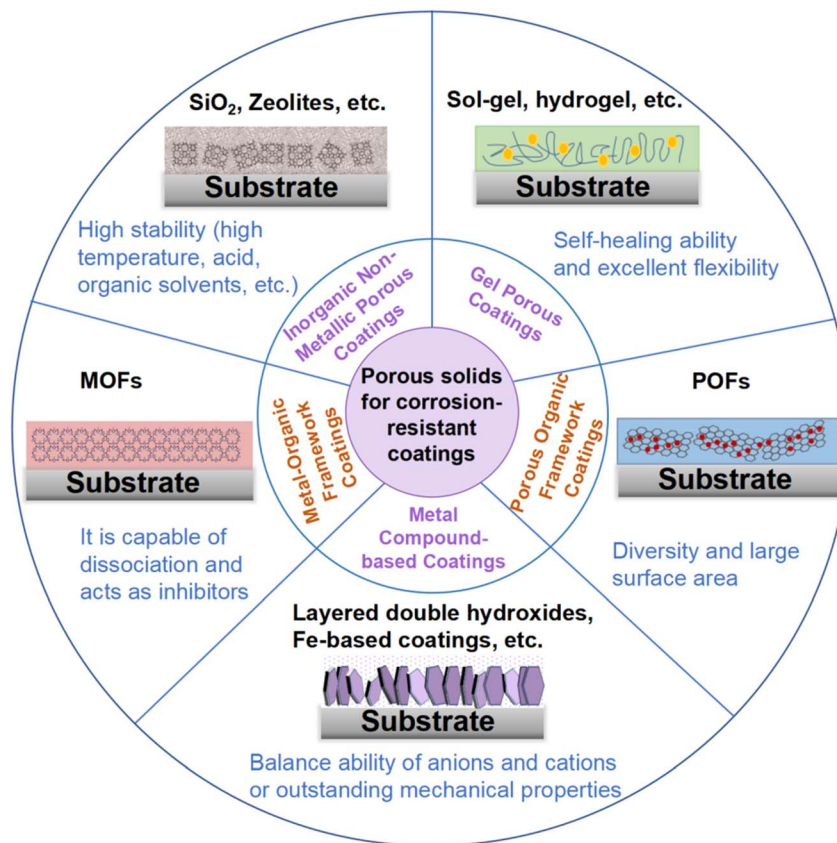 SiO₂, Zeolites, etc.
Substrate
High stability (high
temperature, acid,
organic solvents, etc.)
Sol-gel, hydrogel, etc.
Substrate
Self-healing ability
and excellent flexibility
Inorganic Non-
Metallic Porous
Coatings
Gel Porous
Coatings
MOFs
Substrate
It is capable of
dissociation and
acts as inhibitors
Metal-Organic
Framework
Coatings
Porous solids
for corrosion-
resistant
coatings
Porous Organic
Framework
Coatings
POFs
Substrate
Diversity and large
surface area
Metal
Compound-
based Coatings
Layered double hydroxides,
Fe-based coatings, etc.
Substrate
Balance ability of anions and cations
or outstanding mechanical properties